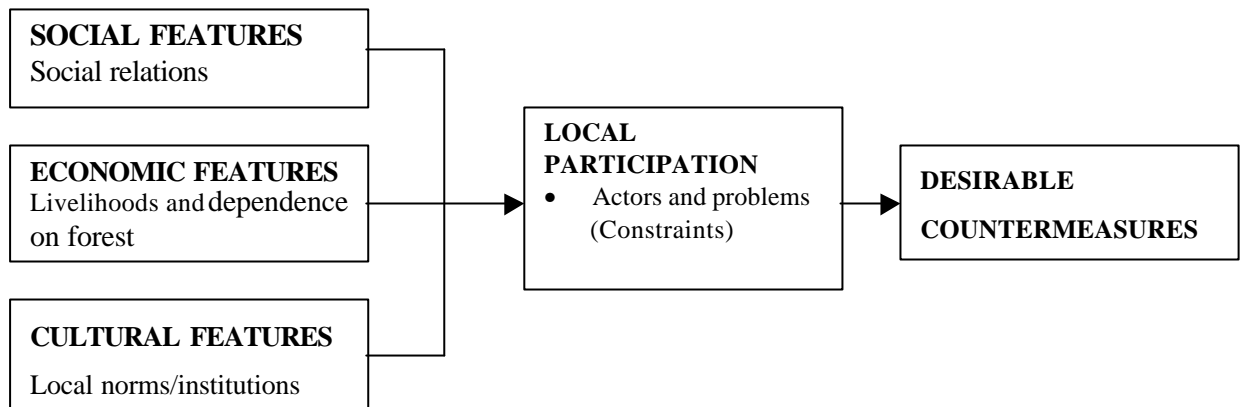 SOCIAL FEATURES
Social relations
ECONOMIC FEATURES
Livelihoods and dependence
on forest
CULTURAL FEATURES
Local norms/institutions
LOCAL
PARTICIPATION
• Actors and problems
(Constraints)
DESIRABLE
COUNTERMEASURES